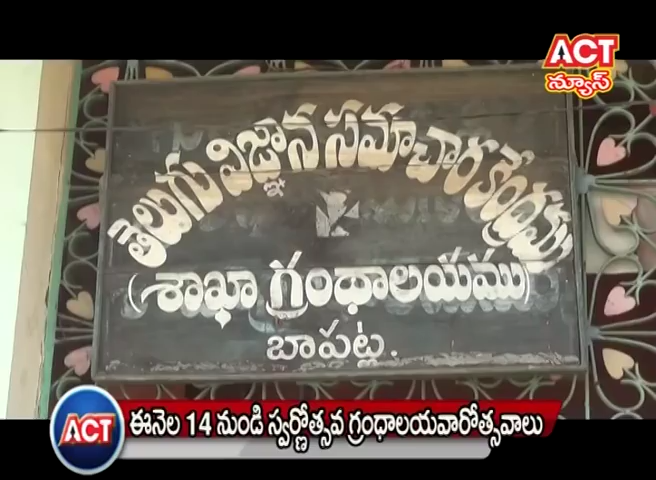 ACT
న్యూస్
తెలుగు విజ్ఞాన సమాచార కేంద్రము
(శాఖా గ్రంథాలయము)
బాపట్ల.
ACT
ఈనెల 14 నుండి స్వర్ణోత్సవ గ్రంధాలయవారోత్సవాలు